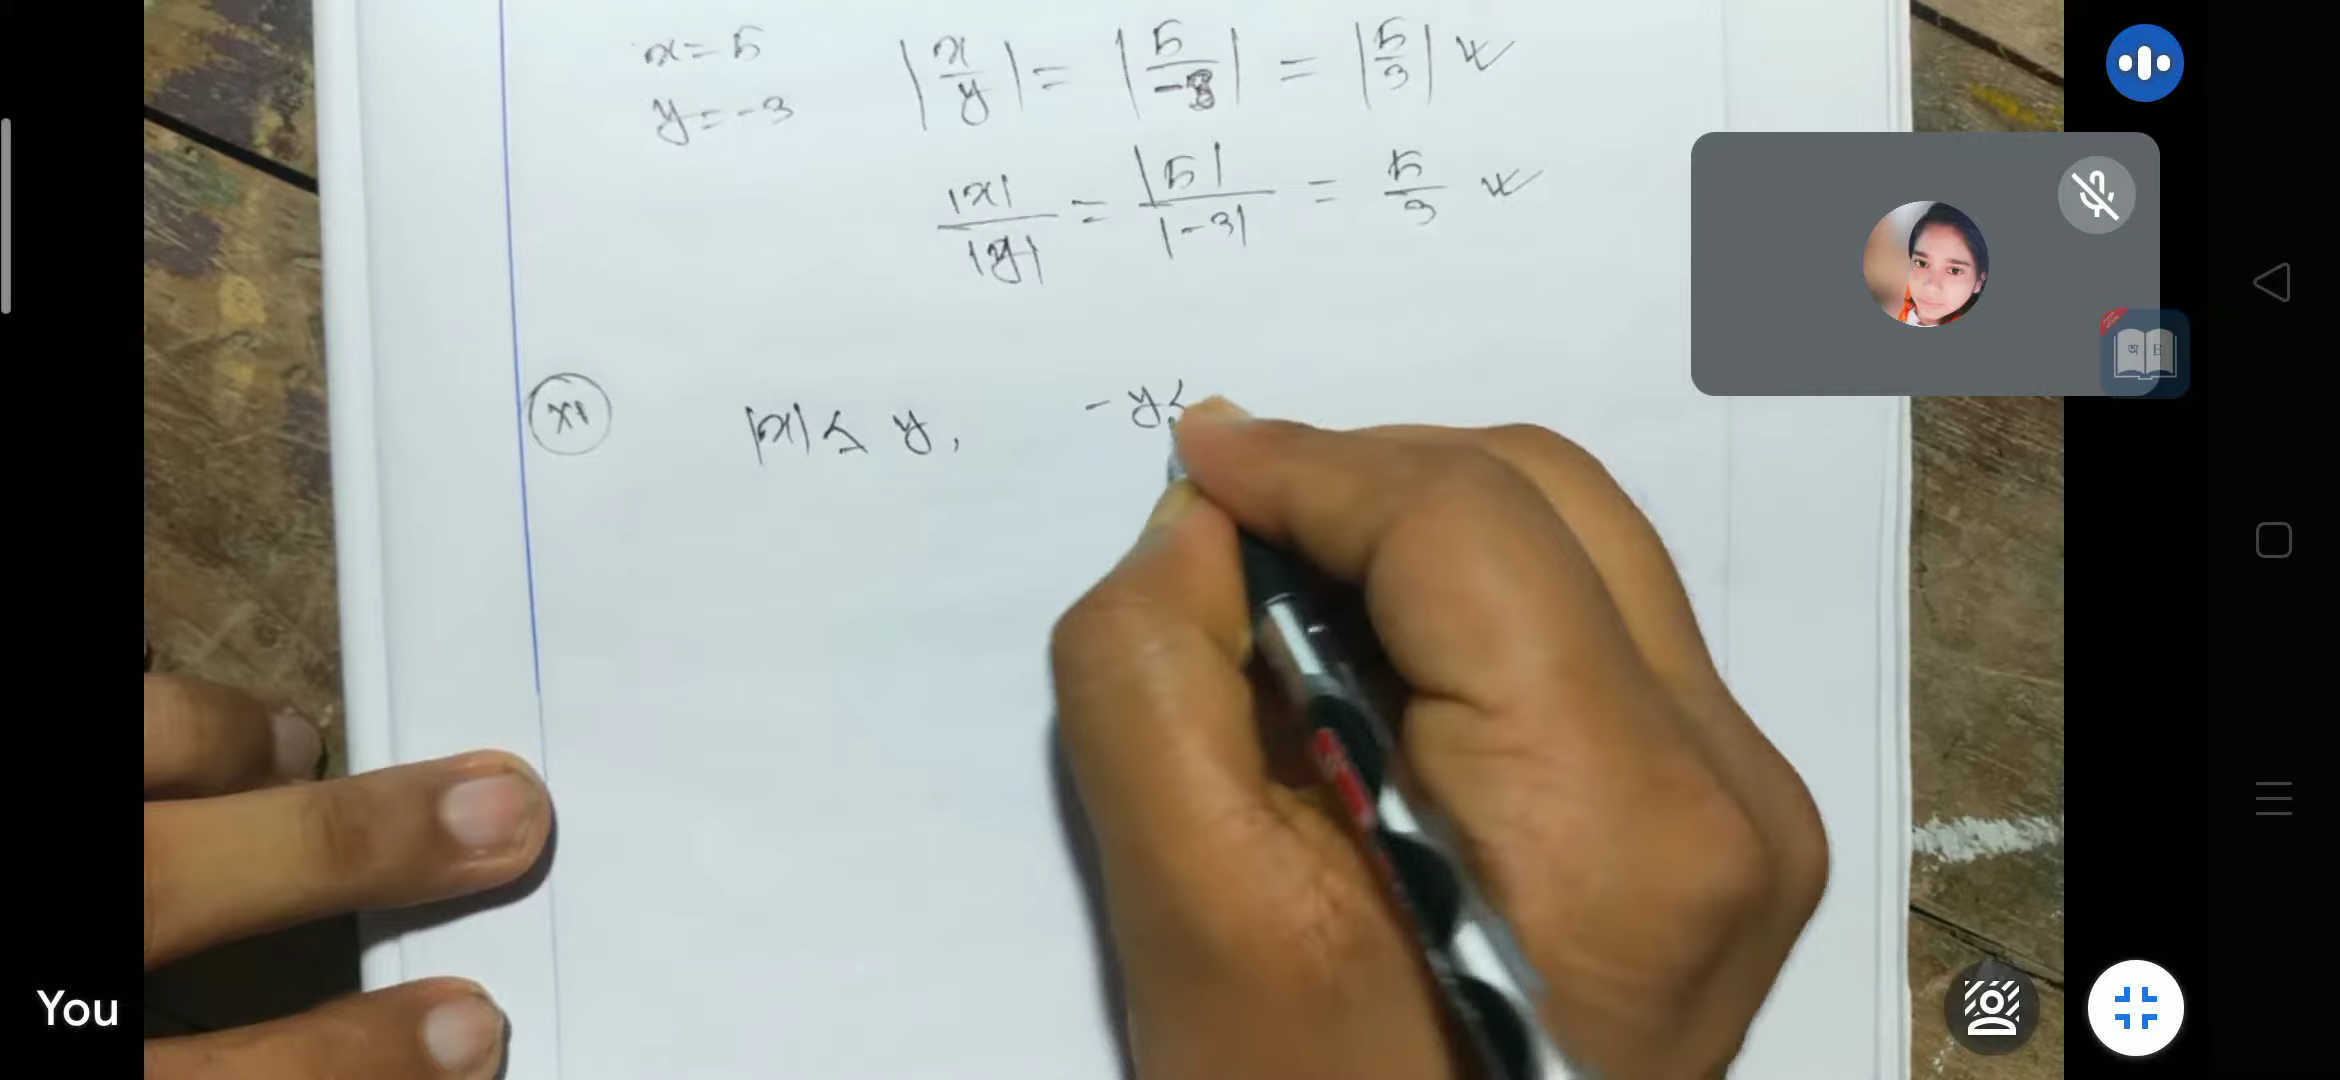 x = 5
|x/y| = |5/-3| = |5/3|
y = -3
|x|/|y| = |5|/|-3| = 5/3
xi |x| < y, - y <
অ E
You